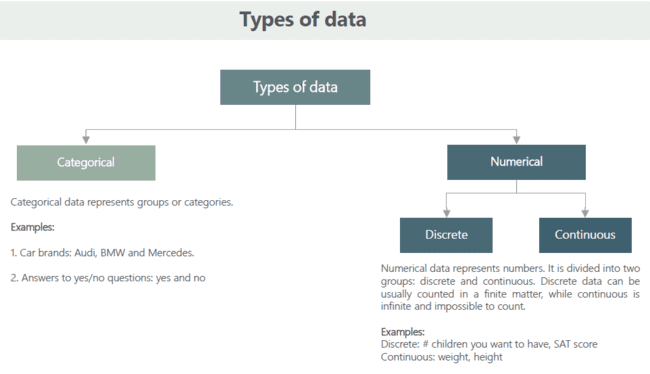 Types of data
Types of data
Categorical
Numerical
Categorical data represents groups or categories.
Examples:
1. Car brands: Audi, BMW and Mercedes.
2. Answers to yes/no questions: yes and no
Discrete
Continuous
Numerical data represents numbers. It is divided into two
groups: discrete and continuous. Discrete data can be
usually counted in a finite matter, while continuous is
infinite and impossible to count.
Examples:
Discrete: # children you want to have, SAT score
Continuous: weight, height